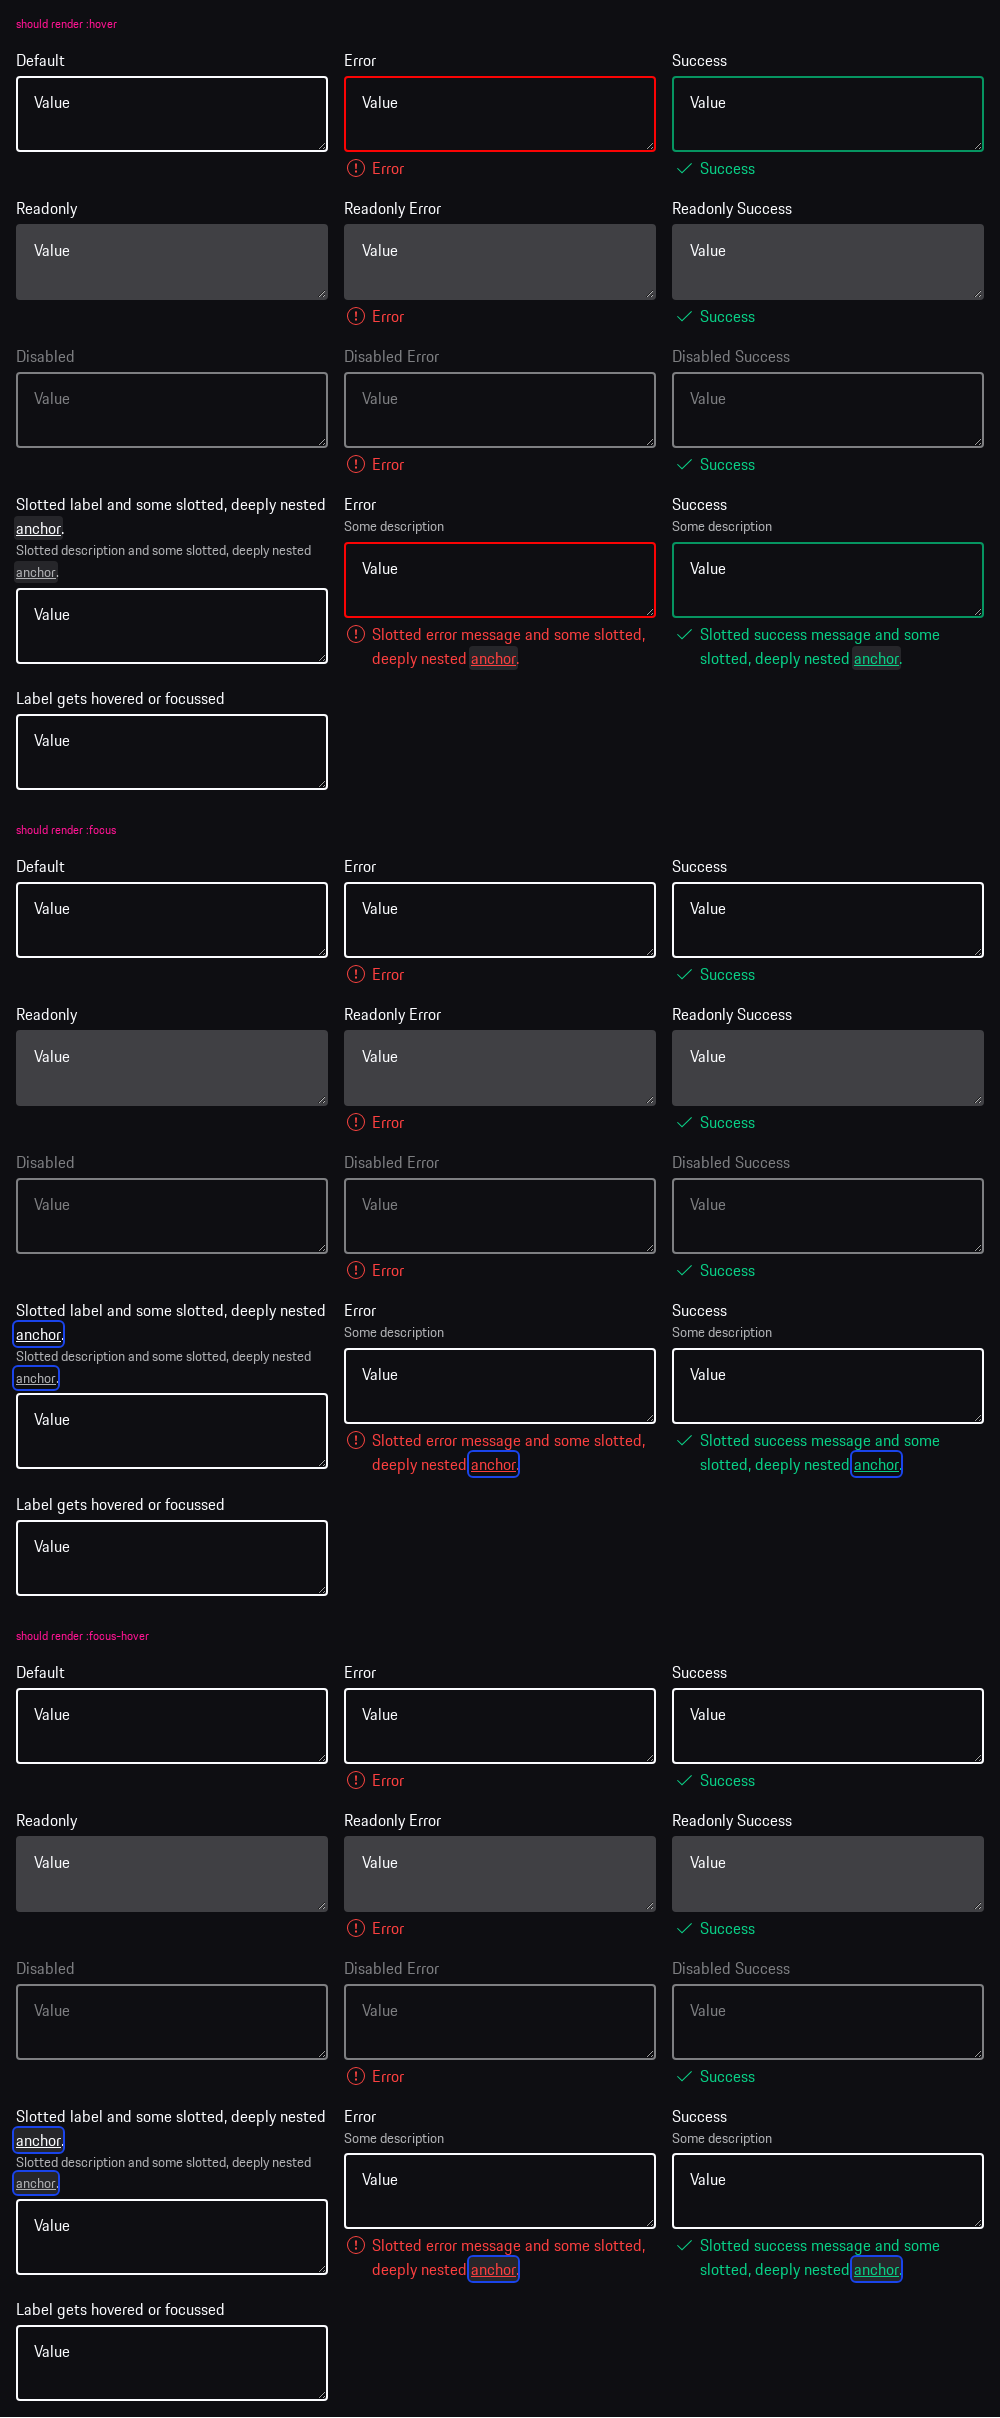 should render :hover
Default
Error
Success
Value
Value
Value
Error
Success
Readonly
Readonly Error
Readonly Success
Value
Value
Value
Error
Success
Disabled
Disabled Error
Disabled Success
Value
Value
Value
Error
Success
Slotted label and some slotted, deeply nested
anchor.
Slotted description and some slotted, deeply nested
anchor.
Value
Error
Some description
Value
Slotted error message and some slotted,
deeply nested anchor.
Success
Some description
Value
Slotted success message and some
slotted, deeply nested anchor.
Label gets hovered or focussed
Value
should render :focus
Default
Error
Success
Value
Value
Value
Error
Success
Readonly
Readonly Error
Readonly Success
Value
Value
Value
Error
Success
Disabled
Disabled Error
Disabled Success
Value
Value
Value
Error
Success
Slotted label and some slotted, deeply nested
anchor.
Slotted description and some slotted, deeply nested
anchor.
Value
Error
Some description
Value
Slotted error message and some slotted,
deeply nested anchor.
Success
Some description
Value
Slotted success message and some
slotted, deeply nested anchor.
Label gets hovered or focussed
Value
should render :focus-hover
Default
Error
Success
Value
Value
Value
Error
Success
Readonly
Readonly Error
Readonly Success
Value
Value
Value
Error
Success
Disabled
Disabled Error
Disabled Success
Value
Value
Value
Error
Success
Slotted label and some slotted, deeply nested
anchor.
Slotted description and some slotted, deeply nested
anchor.
Value
Error
Some description
Value
Slotted error message and some slotted,
deeply nested anchor.
Success
Some description
Value
Slotted success message and some
slotted, deeply nested anchor.
Label gets hovered or focussed
Value